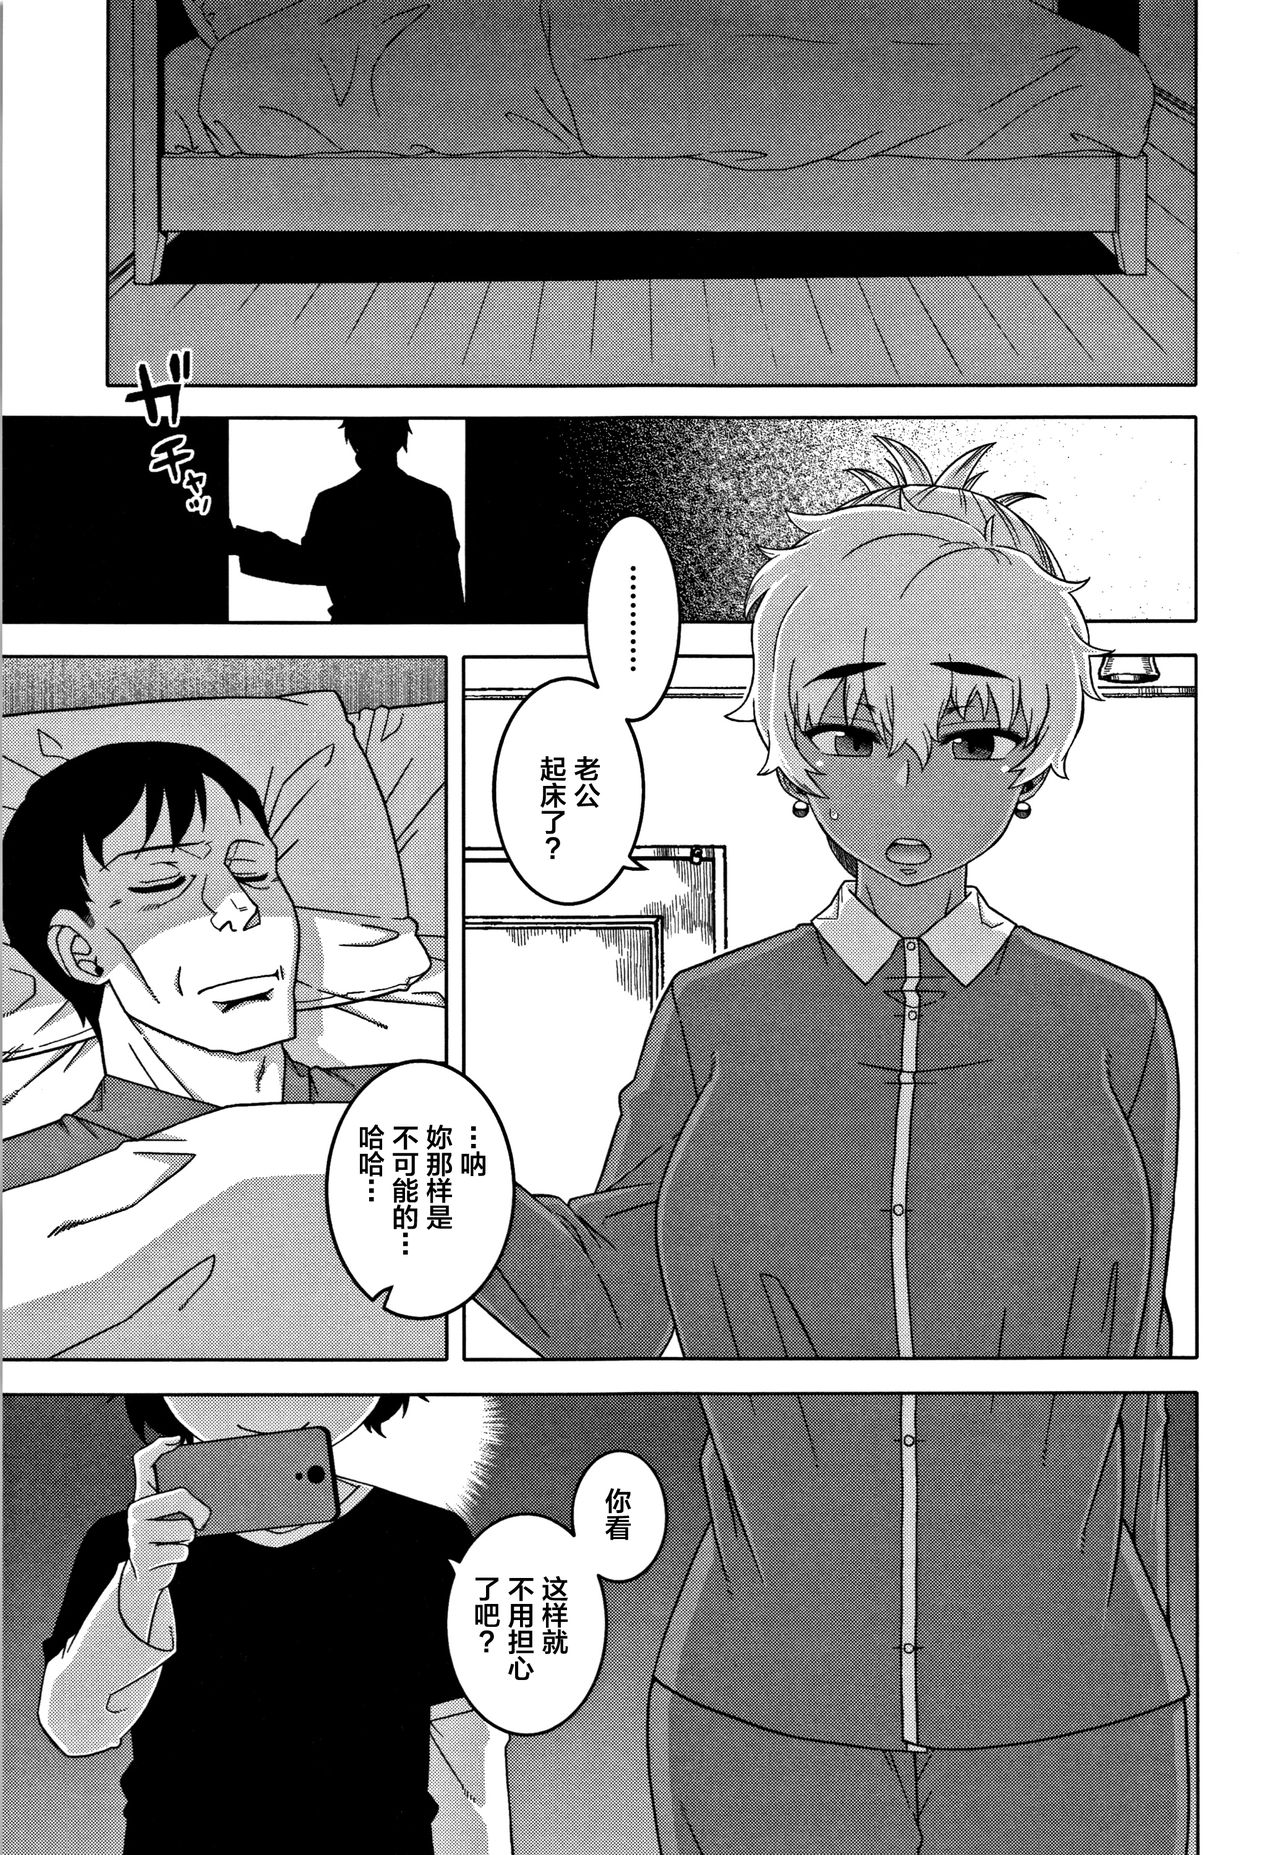 ガチャッ
………
老公
起床了？
…呐
妳那样是
不可能的…
哈哈…
你看
这样就
不用担心
了吧？